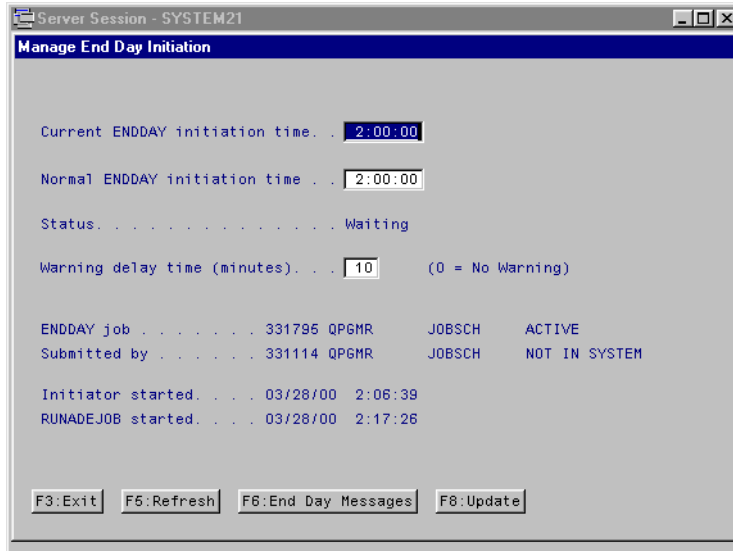 Server Session - SYSTEM21
Manage End Day Initiation
Current ENDDAY initiation time. . 2:00:00
Normal ENDDAY initiation time . . 2:00:00
Status. . . . . . . . . . . . . . Waiting
Warning delay time (minutes). . . 10 (0 = No Warning)
ENDDAY job . . . . . . . 331795 QPGMR JOBSCH ACTIVE
Submitted by . . . . . . 331114 QPGMR JOBSCH NOT IN SYSTEM
Initiator started. . . . 03/28/00 2:06:39
RUNADEJOB started. . . . 03/28/00 2:17:26
F3:Exit F5:Refresh F6:End Day Messages F8:Update